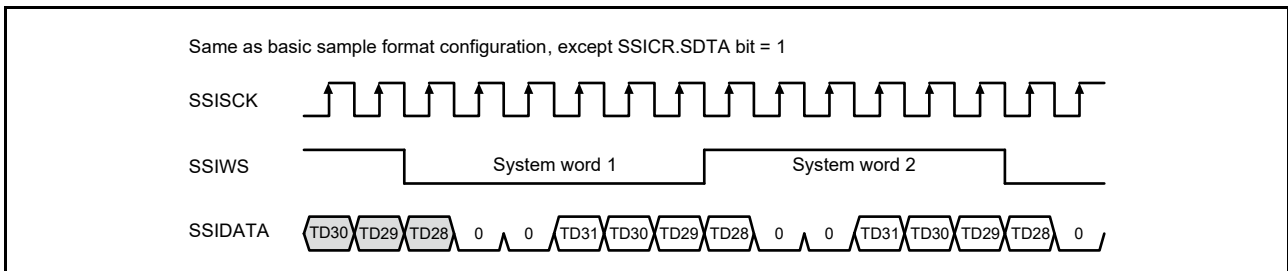 Same as basic sample format configuration, except SSICR.SDTA bit = 1
SSISCK
SSIWS System word 1 System word 2
SSIDATA TD30 TD29 TD28 0 0 TD31 TD30 TD29 TD28 0 0 TD31 TD30 TD29 TD28 0